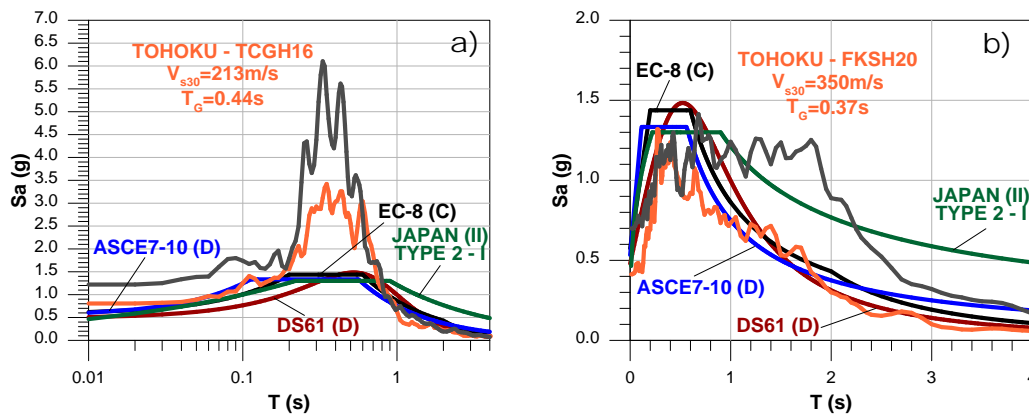 a)
7.0
6.5
6.0
5.5
5.0
4.5
4.0
3.5
3.0
2.5
2.0
1.5
1.0
0.5
0.0
Sa (g)
TOHOKU - TCGH16
Vs30=213m/s
TG=0.44s
EC-8 (C)
JAPAN (II)
TYPE 2 - I
ASCE7-10 (D)
DS61 (D)
0.01
0.1
1
T (s)
b)
2.0
1.5
1.0
0.5
0.0
Sa (g)
EC-8 (C)
TOHOKU - FKSH20
Vs30=350m/s
TG=0.37s
JAPAN (II)
TYPE 2 - I
ASCE7-10 (D)
DS61 (D)
0
1
2
3
4
T (s)